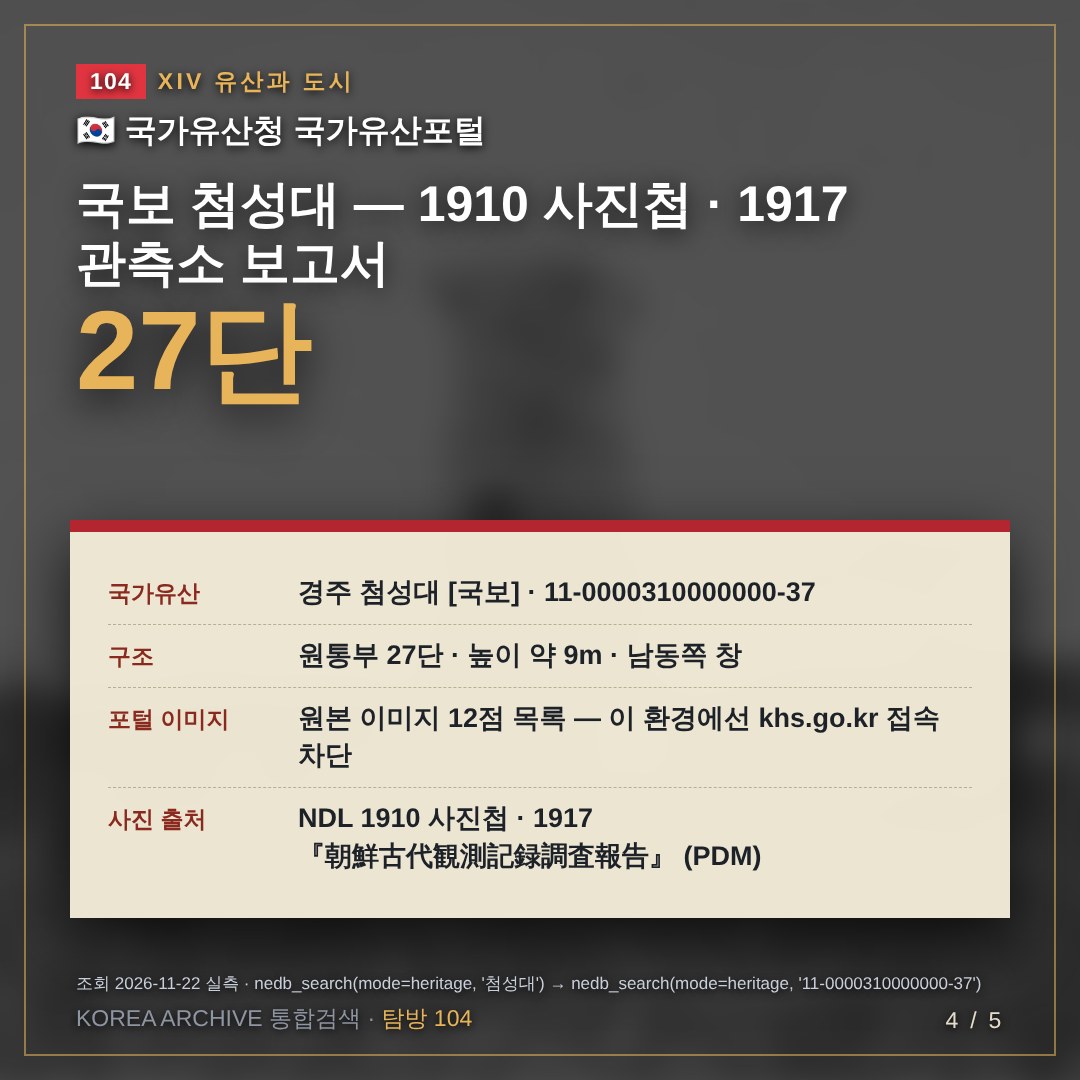 104 XIV 유산과 도시
🇰🇷 국가유산청 국가유산포털
국보 첨성대 — 1910 사진첩 · 1917
관측소 보고서
27단
국가유산 경주 첨성대 [국보] · 11-0000310000000-37
구조 원통부 27단 · 높이 약 9m · 남동쪽 창
포털 이미지 원본 이미지 12점 목록 — 이 환경에선 khs.go.kr 접속
차단
사진 출처 NDL 1910 사진첩 · 1917
『朝鮮古代観測記録調査報告』 (PDM)
조회 2026-11-22 실측 · nedb_search(mode=heritage, '첨성대') → nedb_search(mode=heritage, '11-0000310000000-37')
KOREA ARCHIVE 통합검색 · 탐방 104
4 / 5